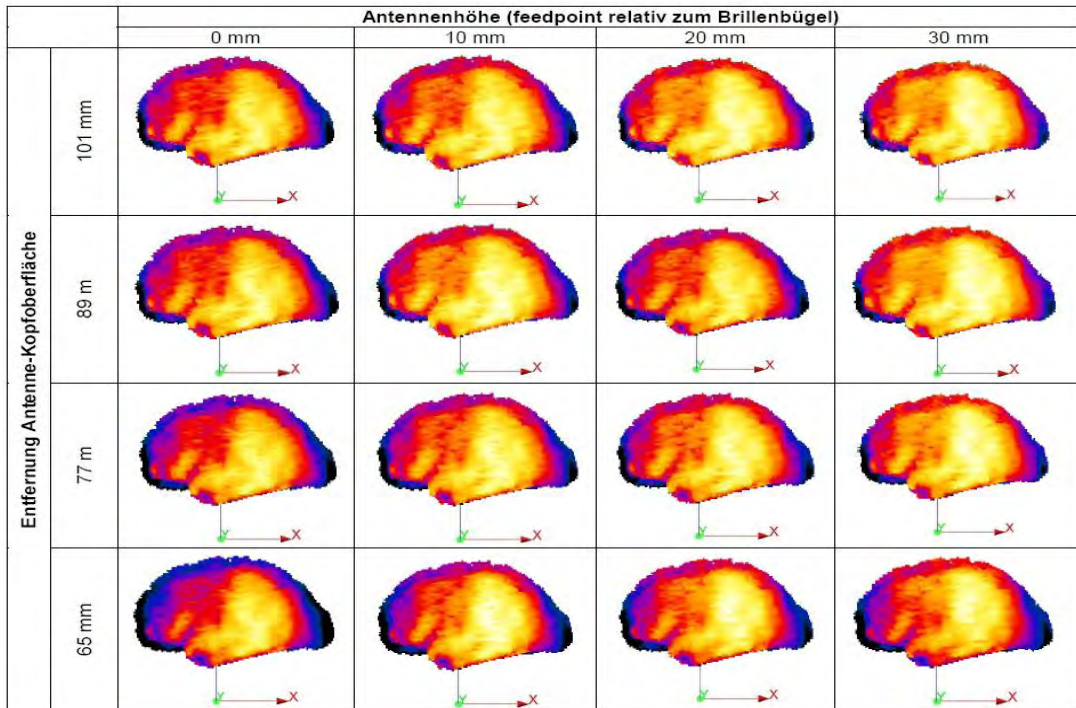 Antennenhöhe (feedpoint relativ zum Brillenbügel)
0 mm 10 mm 20 mm 30 mm
Entfernung Antenne-Kopfoberfläche
101 mm
Y X Y X Y X Y X
89 m
Y X Y X Y X Y X
77 m
Y X Y X Y X Y X
65 mm
Y X Y X Y X Y X